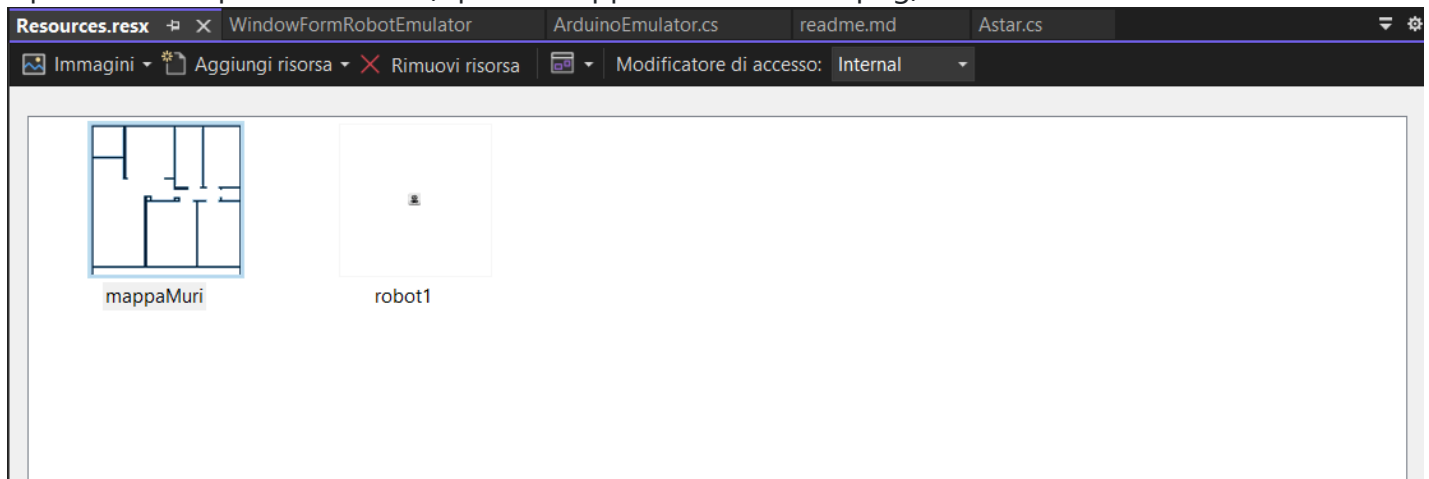 Resources.resx WindowFormRobotEmulator ArduinoEmulator.cs readme.md Astar.cs
Immagini Aggiungi risorsa Rimuovi risorsa Modificatore di accesso: Internal
mappaMuri robot1